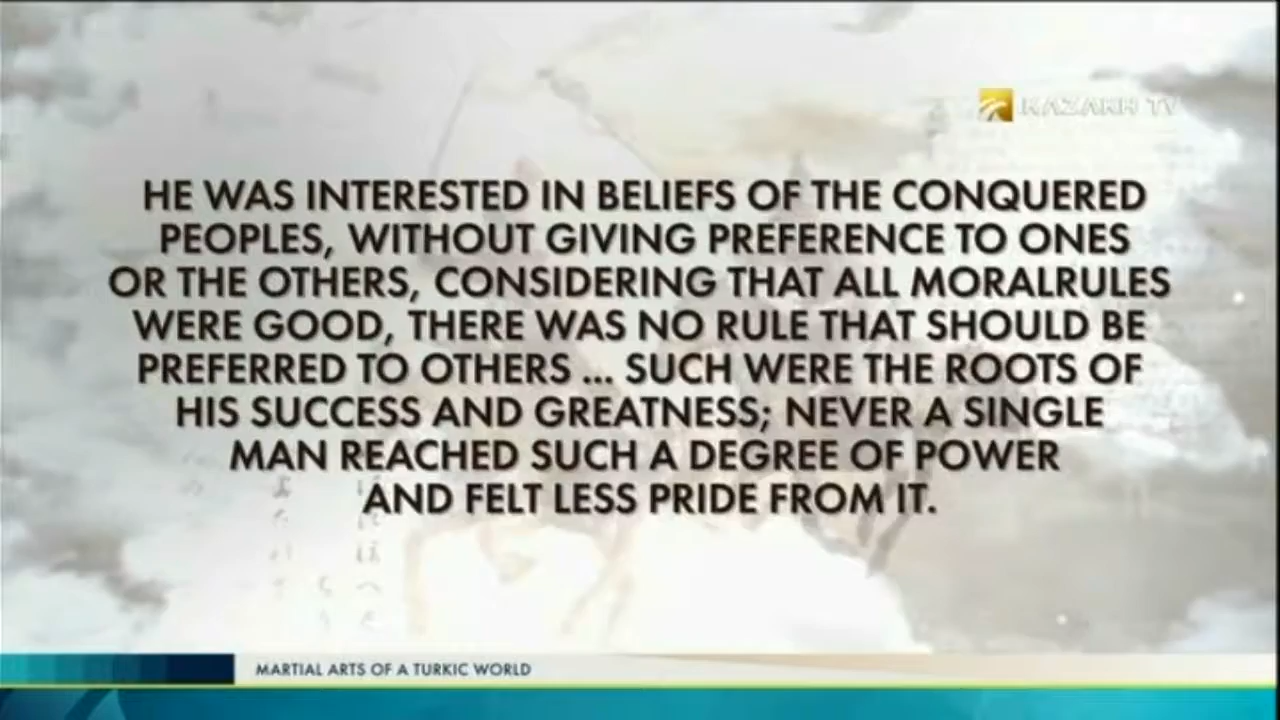 KAZAKH TV
HE WAS INTERESTED IN BELIEFS OF THE CONQUERED
PEOPLES, WITHOUT GIVING PREFERENCE TO ONES
OR THE OTHERS, CONSIDERING THAT ALL MORALRULES
WERE GOOD, THERE WAS NO RULE THAT SHOULD BE
PREFERRED TO OTHERS ... SUCH WERE THE ROOTS OF
HIS SUCCESS AND GREATNESS; NEVER A SINGLE
MAN REACHED SUCH A DEGREE OF POWER
AND FELT LESS PRIDE FROM IT.
MARTIAL ARTS OF A TURKIC WORLD